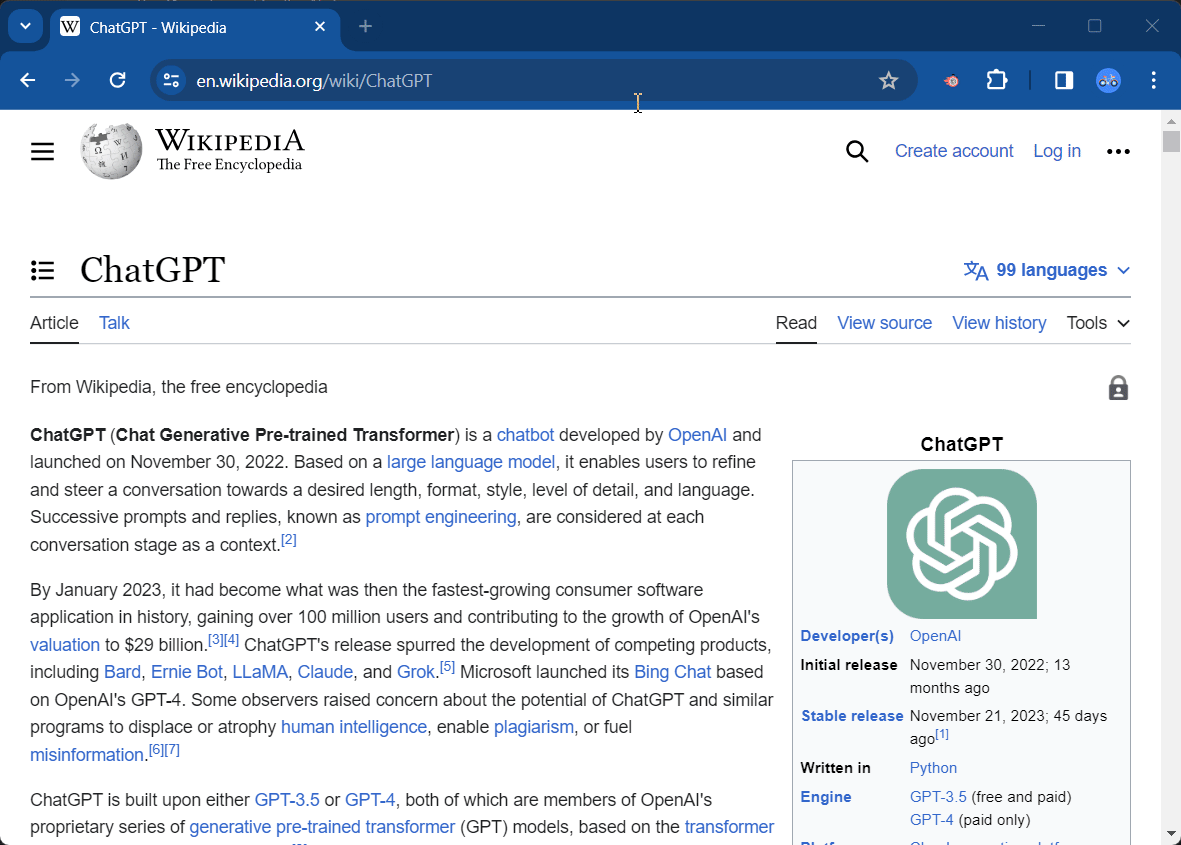 ChatGPT - Wikipedia
en.wikipedia.org/wiki/ChatGPT
WIKIPEDIA
The Free Encyclopedia
Create account Log in
ChatGPT
99 languages
Article Talk
Read View source View history Tools
From Wikipedia, the free encyclopedia
ChatGPT (Chat Generative Pre-trained Transformer) is a chatbot developed by OpenAI and
launched on November 30, 2022. Based on a large language model, it enables users to refine
and steer a conversation towards a desired length, format, style, level of detail, and language.
Successive prompts and replies, known as prompt engineering, are considered at each
conversation stage as a context.[2]
By January 2023, it had become what was then the fastest-growing consumer software
application in history, gaining over 100 million users and contributing to the growth of OpenAI's
valuation to $29 billion.[3][4] ChatGPT's release spurred the development of competing products,
including Bard, Ernie Bot, LLaMA, Claude, and Grok.[5] Microsoft launched its Bing Chat based
on OpenAI's GPT-4. Some observers raised concern about the potential of ChatGPT and similar
programs to displace or atrophy human intelligence, enable plagiarism, or fuel
misinformation.[6][7]
ChatGPT is built upon either GPT-3.5 or GPT-4, both of which are members of OpenAI's
proprietary series of generative pre-trained transformer (GPT) models, based on the transformer
ChatGPT
Developer(s) OpenAI
Initial release November 30, 2022; 13
months ago
Stable release November 21, 2023; 45 days
ago[1]
Written in Python
Engine GPT-3.5 (free and paid)
GPT-4 (paid only)